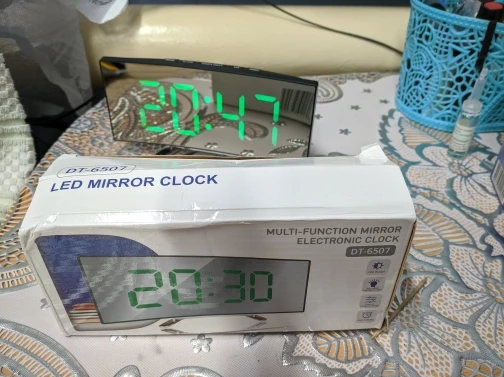 20:47
DT-6507
LED MIRROR CLOCK
MULTI-FUNCTION MIRROR
ELECTRONIC CLOCK
DT-6507
20:30